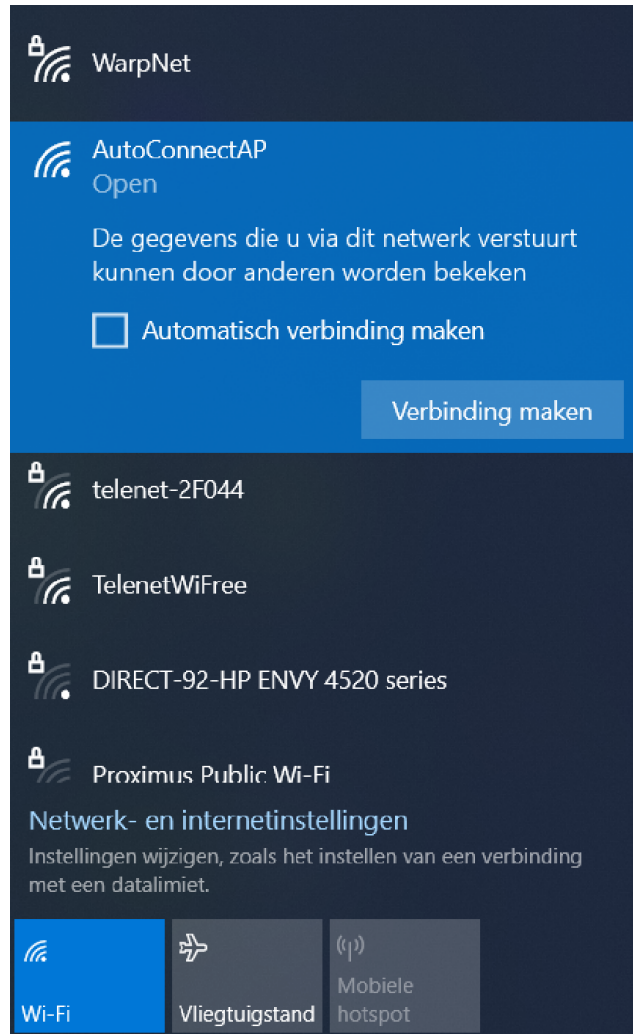 WarpNet
AutoConnectAP
Open
De gegevens die u via dit netwerk verstuurt
kunnen door anderen worden bekeken
Automatisch verbinding maken
Verbinding maken
telenet-2F044
TelenetWiFree
DIRECT-92-HP ENVY 4520 series
Proximus Public Wi-Fi
Netwerk- en internetinstellingen
Instellingen wijzigen, zoals het instellen van een verbinding
met een datalimiet.
Wi-Fi
Vliegtuigstand
Mobiele
hotspot